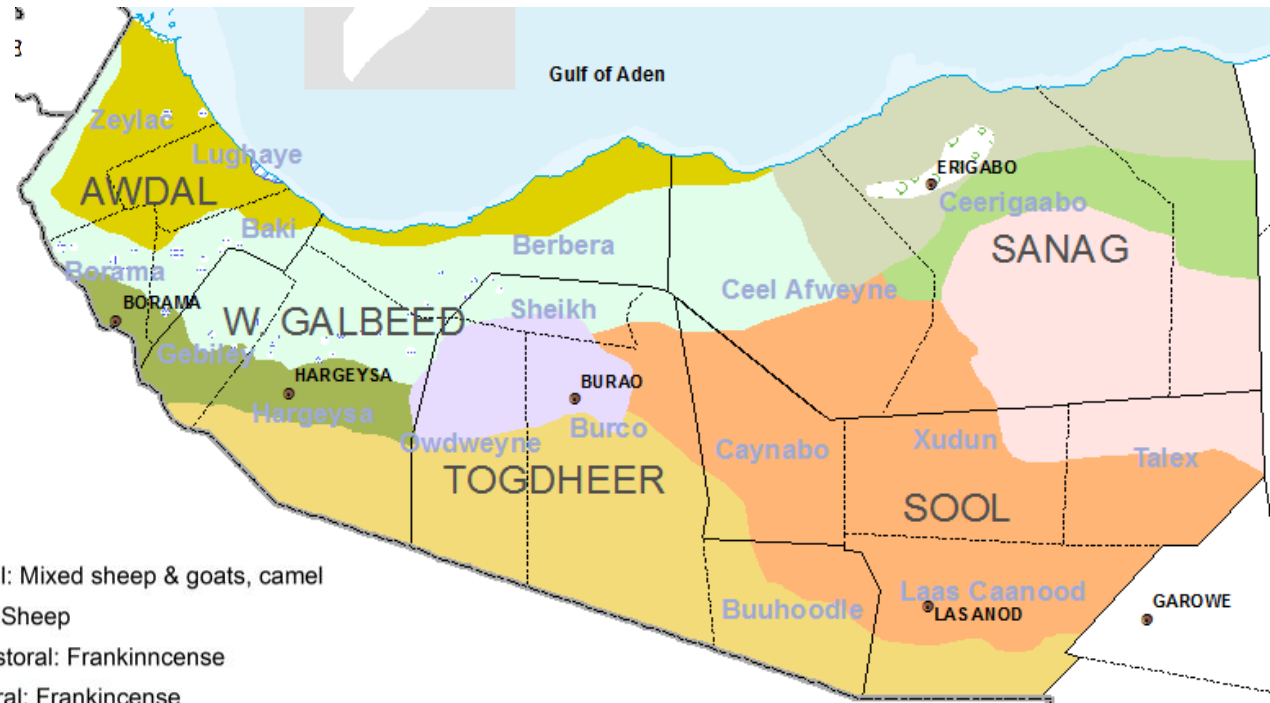 Gulf of Aden
Zeylac
Lughaye
ERIGABO
AWDAL
Ceerigaabo
Baki
Berbera
SANAG
Borama
Ceel Afweyne
BORAMA
Sheikh
W GALBEED
Gebiley
HARGEYSA
BURAO
Hargeysa
Burco
Owdweyne
Caynabo
Xudun
Talex
TOGDHEER
SOOL
l: Mixed sheep & goats, camel
Laas Caanood
Buuhoodle
LASANOD
GAROWE
Sheep
storal: Frankinncense
ral: Frankincense